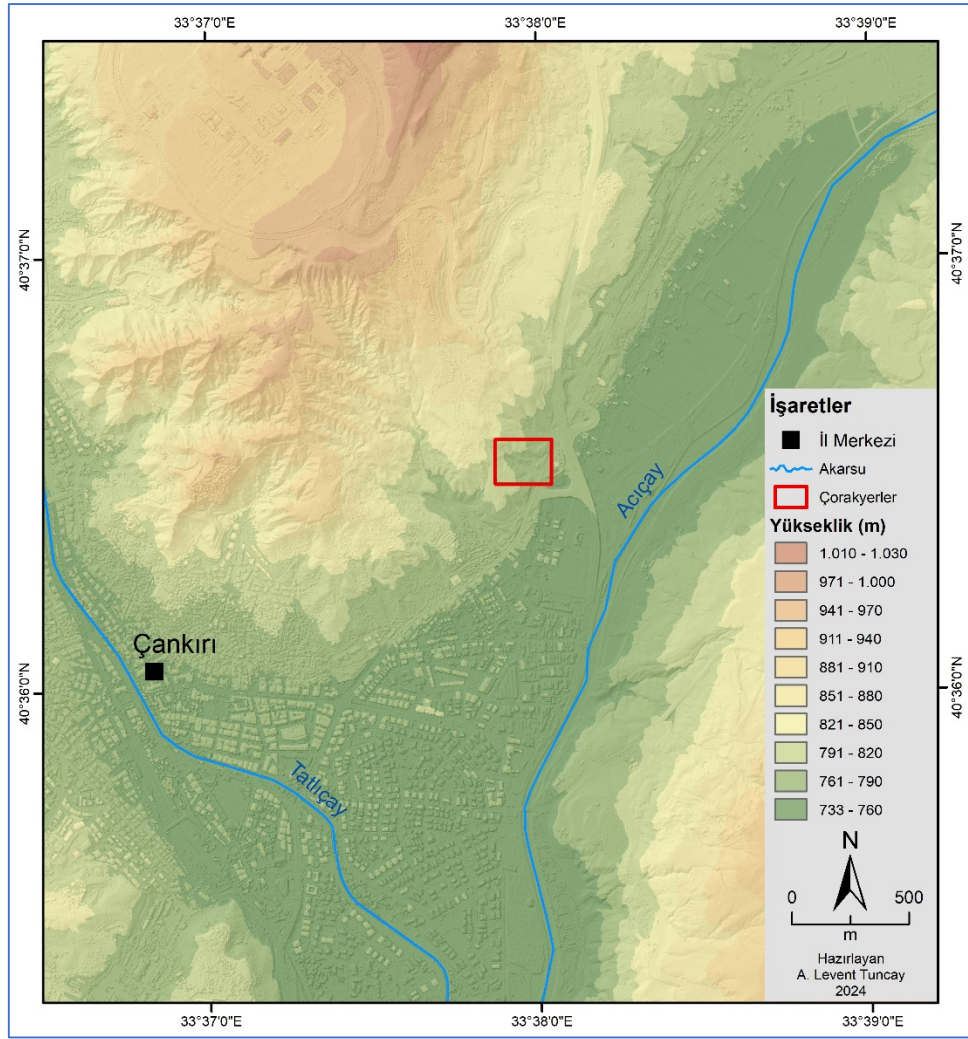 33°37'0"E
33°38'0"E
33°39'0"E
40°37'0"N
40°37'0"N
Acıçay
Çankırı
40°36'0"N
40°36'0"N
Tatlıçay
İşaretler
İl Merkezi
Akarsu
Çorakyerler
Yükseklik (m)
1.010 - 1.030
971 - 1.000
941 - 970
911 - 940
881 - 910
851 - 880
821 - 850
791 - 820
761 - 790
733 - 760
N
0 500
m
Hazırlayan
A. Levent Tuncay
2024
33°37'0"E
33°38'0"E
33°39'0"E